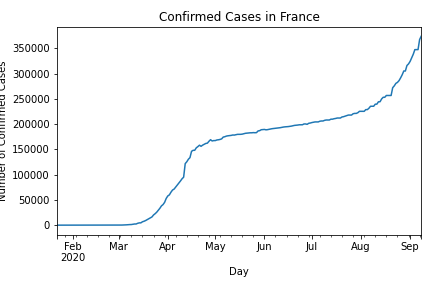 Confirmed Cases in France
Number of Confirmed Cases
350000
300000
250000
200000
150000
100000
50000
0
Feb Mar Apr May Jun Jul Aug Sep
2020
Day